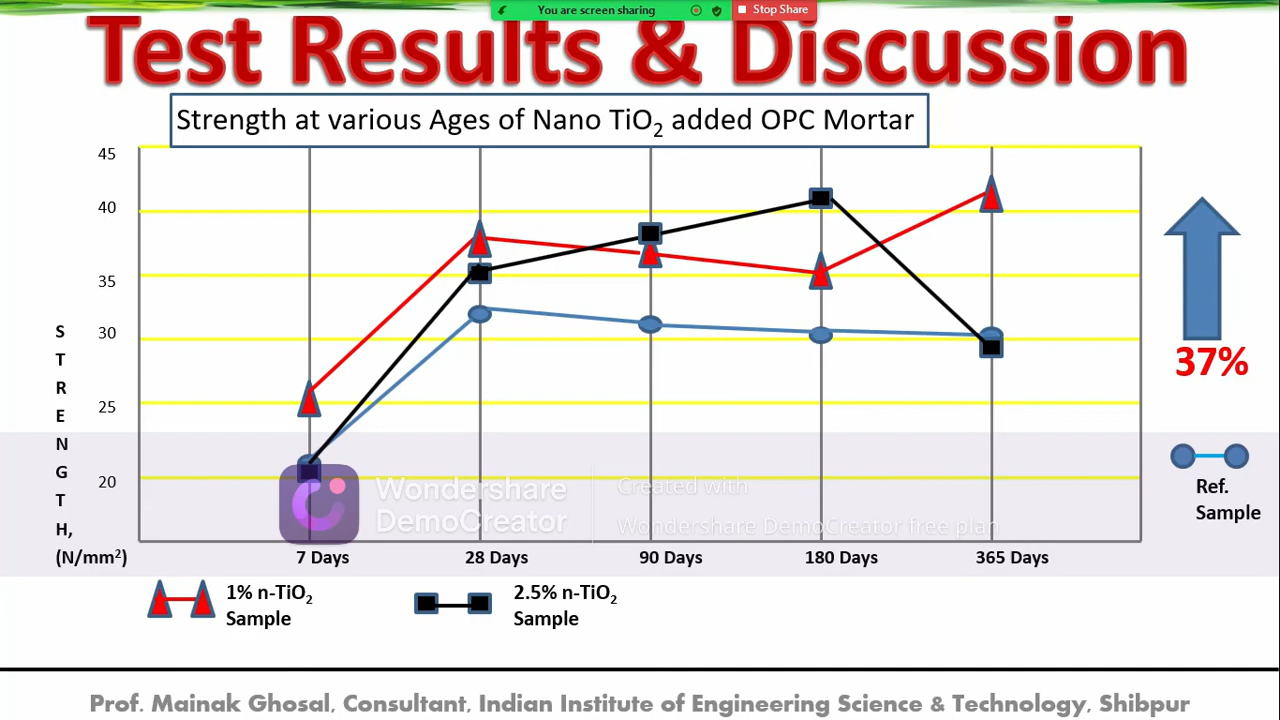 You are screen sharing
Stop Share
Test Results & Discussion
Strength at various Ages of Nano TiO₂ added OPC Mortar
45
40
35
30
25
20
STRENGTH,
(N/mm²)
37%
Ref.
Sample
Wondershare
DemoCreator
Created with
Wondershare DemoCreator free plan
7 Days
28 Days
90 Days
180 Days
365 Days
1% n-TiO₂
Sample
2.5% n-TiO₂
Sample
Prof. Mainak Ghosal, Consultant, Indian Institute of Engineering Science & Technology, Shibpur